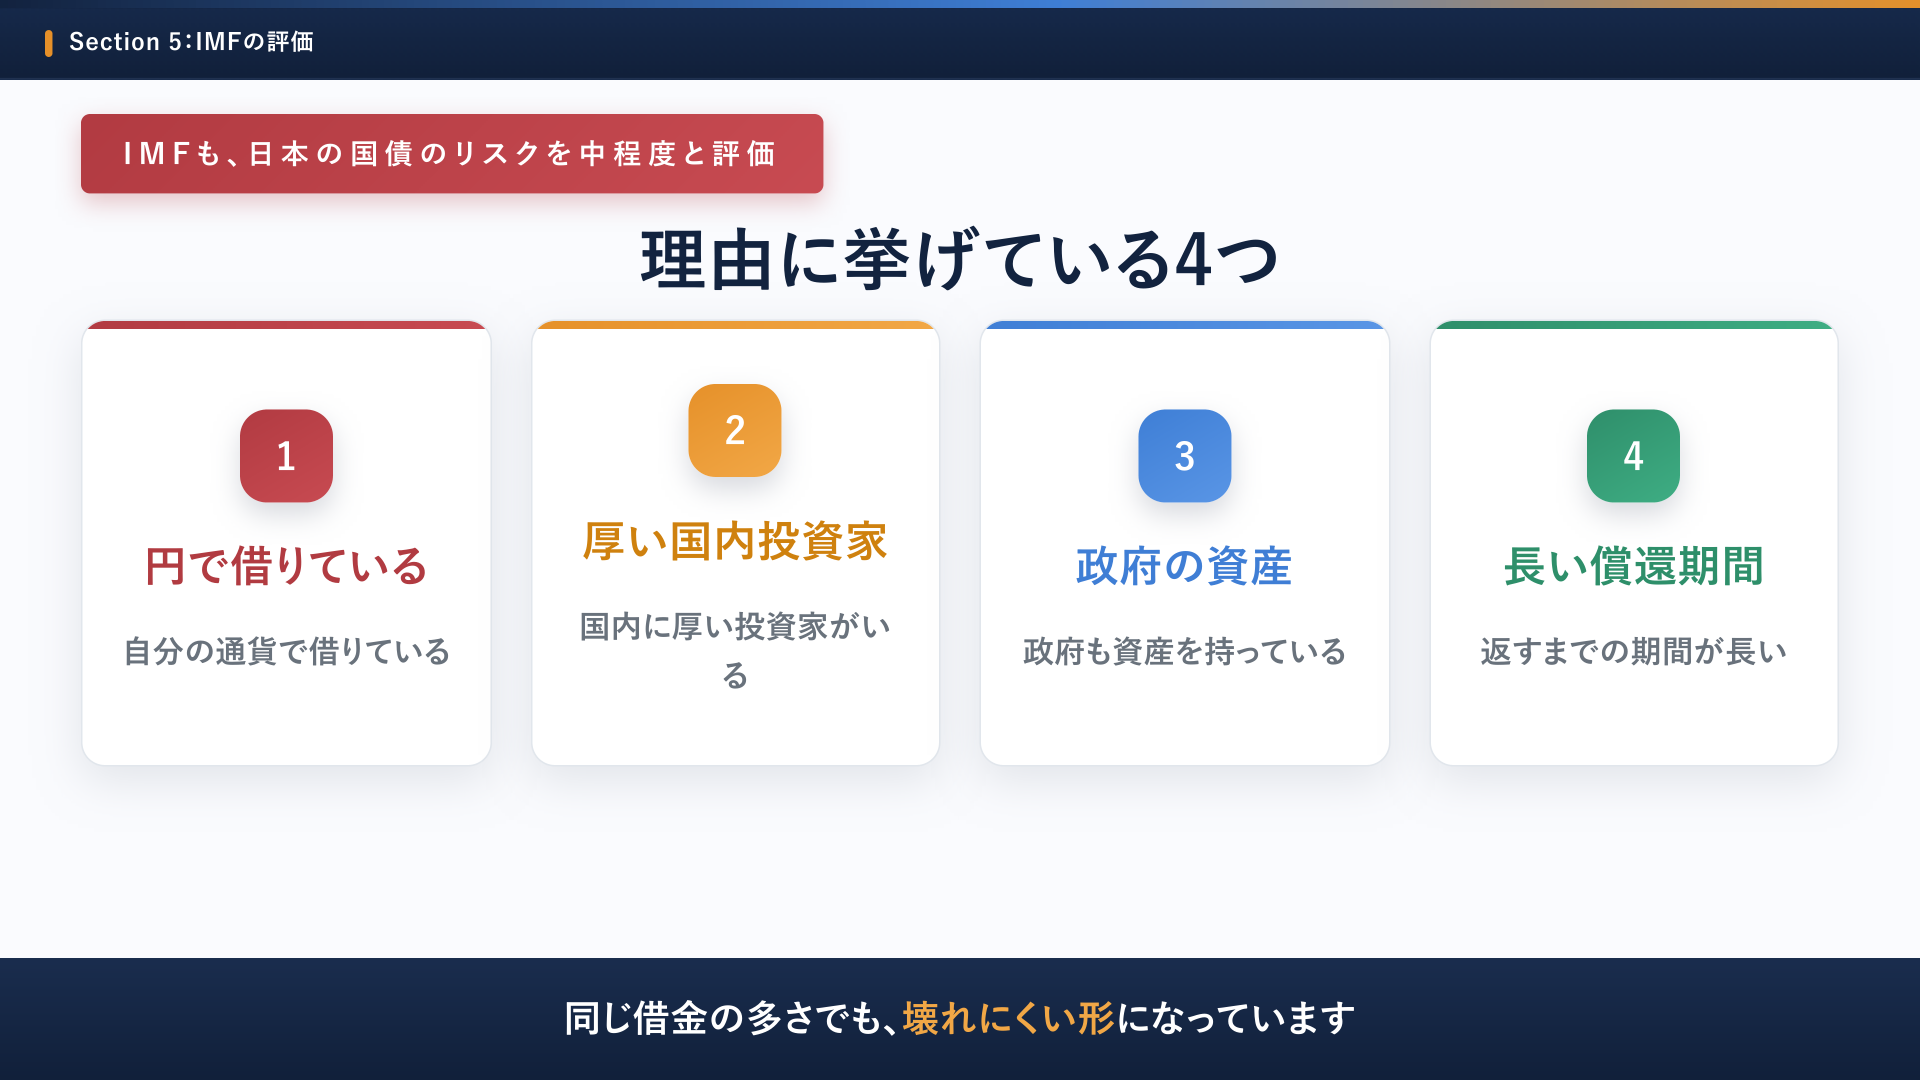 Section 5：IMFの評価
IMFも、日本の国債のリスクを中程度と評価
理由に挙げている4つ
1
円で借りている
自分の通貨で借りている
2
厚い国内投資家
国内に厚い投資家がい
る
3
政府の資産
政府も資産を持っている
4
長い償還期間
返すまでの期間が長い
同じ借金の多さでも、壊れにくい形になっています